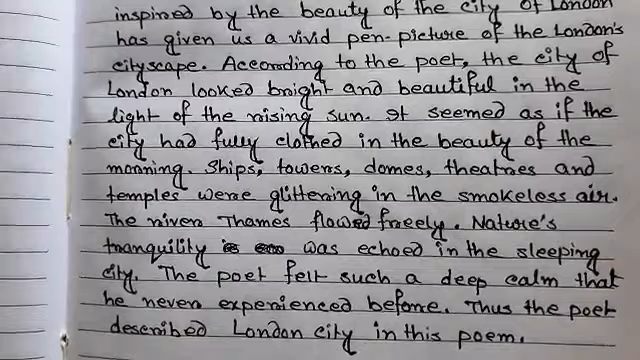 inspired by the beauty of the city of London
has given us a vivid pen-picture of the London's
cityscape. According to the poet, the city of
London looked bright and beautiful in the
light of the rising sun. It seemed as if the
city had fully clothed in the beauty of the
morning. Ships, towers, domes, theatres and
temples were glittering in the smokeless air.
The river Thames flowed freely. Nature's
tranquility was echoed in the sleeping
city. The poet felt such a deep calm that
he never experienced before. Thus the poet
described London city in this poem.